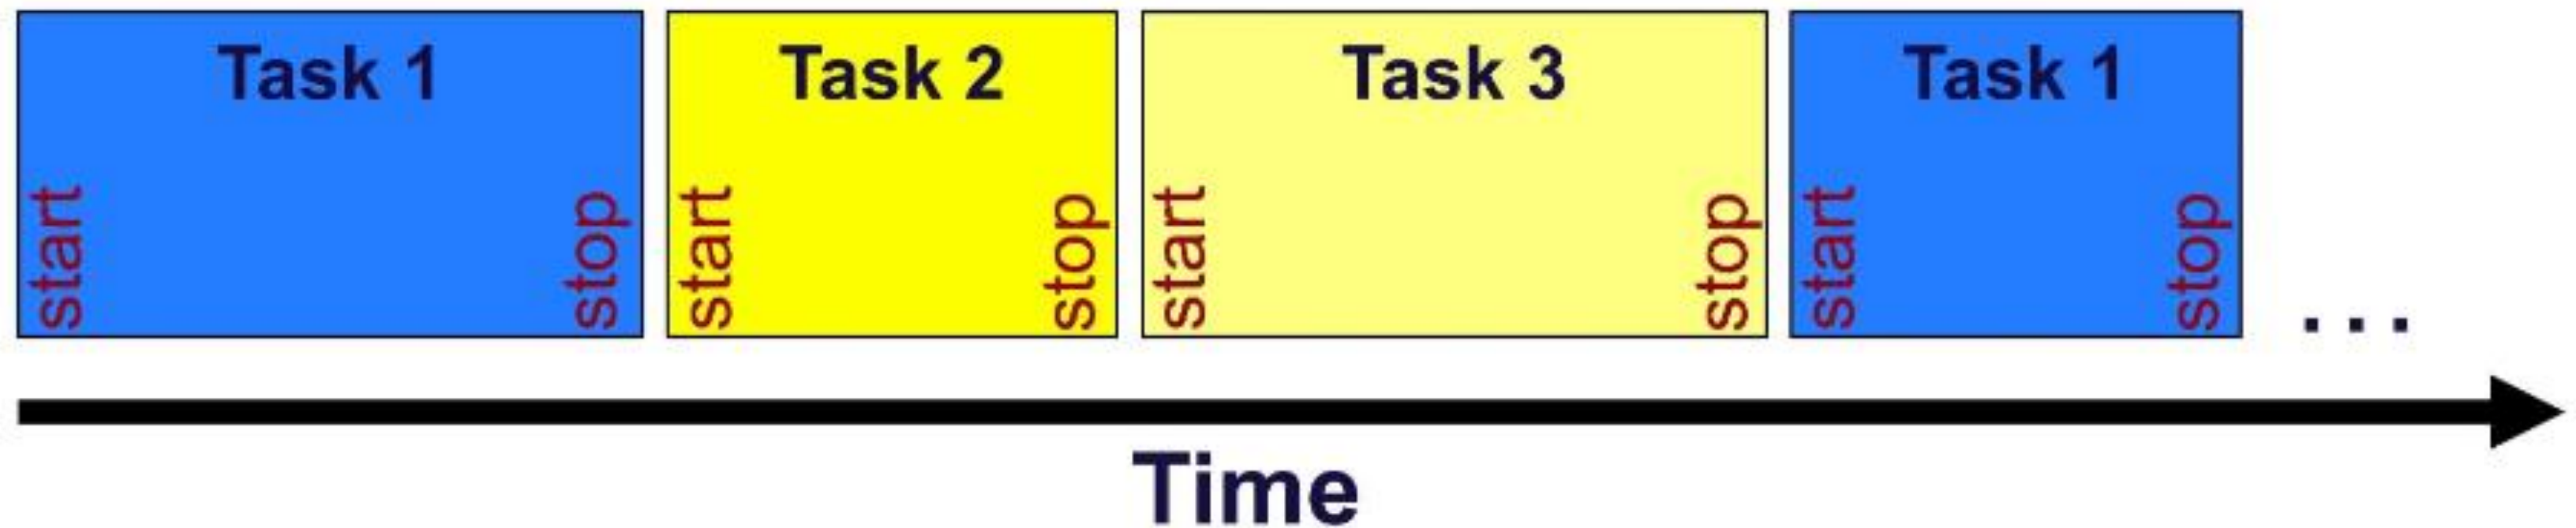 Task 1 Task 2 Task 3 Task 1
start stop start stop start stop start stop ...
Time